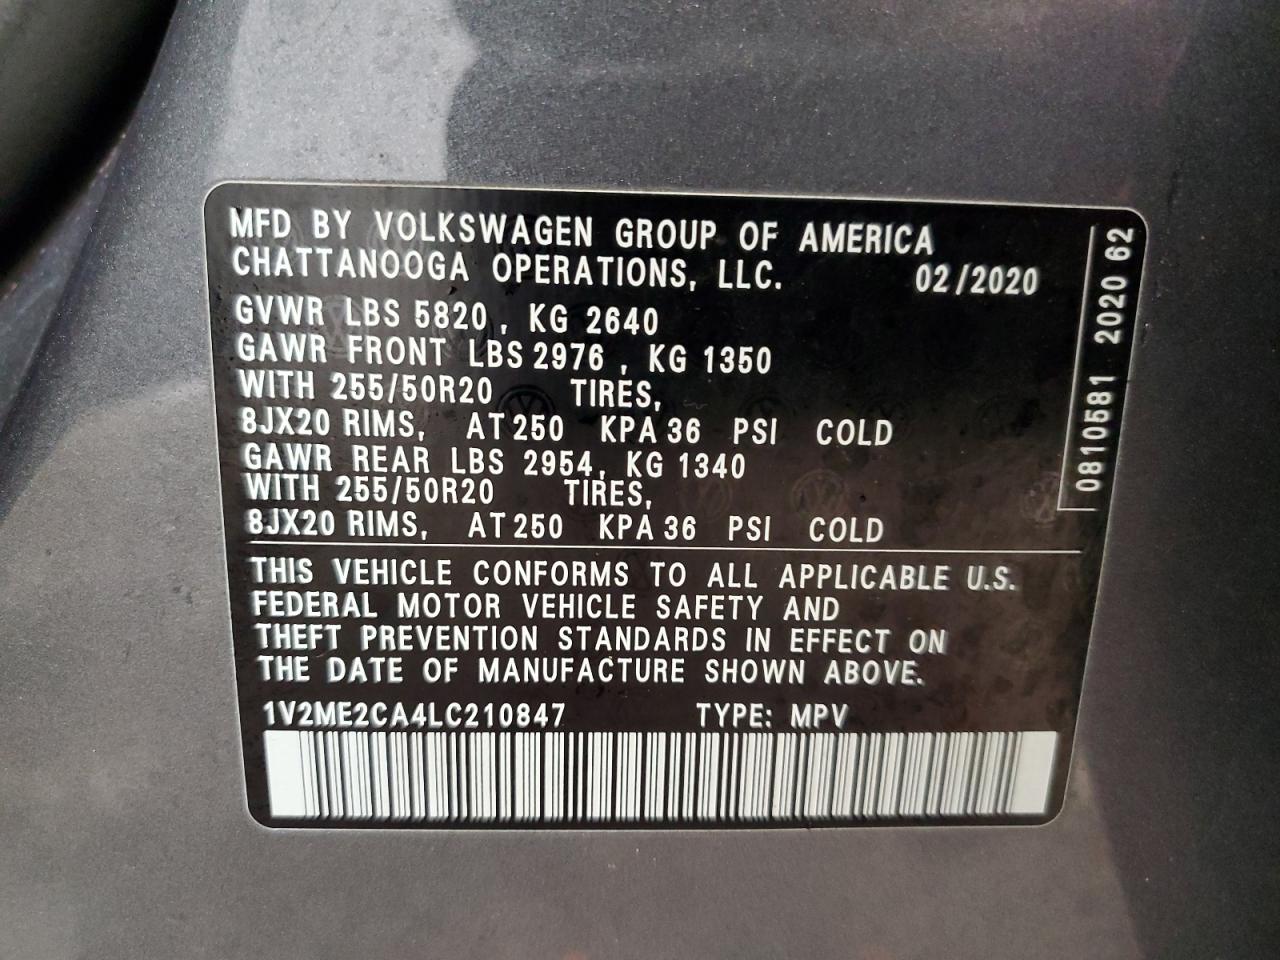 MFD BY VOLKSWAGEN GROUP OF AMERICA
CHATTANOOGA OPERATIONS, LLC. 02/2020
GVWR LBS 5820, KG 2640
GAWR FRONT LBS 2976, KG 1350
WITH 255/50R20 TIRES,
8JX20 RIMS, AT 250 KPA 36 PSI COLD
GAWR REAR LBS 2954, KG 1340
WITH 255/50R20 TIRES,
8JX20 RIMS, AT 250 KPA 36 PSI COLD
THIS VEHICLE CONFORMS TO ALL APPLICABLE U.S.
FEDERAL MOTOR VEHICLE SAFETY AND
THEFT PREVENTION STANDARDS IN EFFECT ON
THE DATE OF MANUFACTURE SHOWN ABOVE.
1V2ME2CA4LC210847 TYPE: MPV
0810581 2020 62